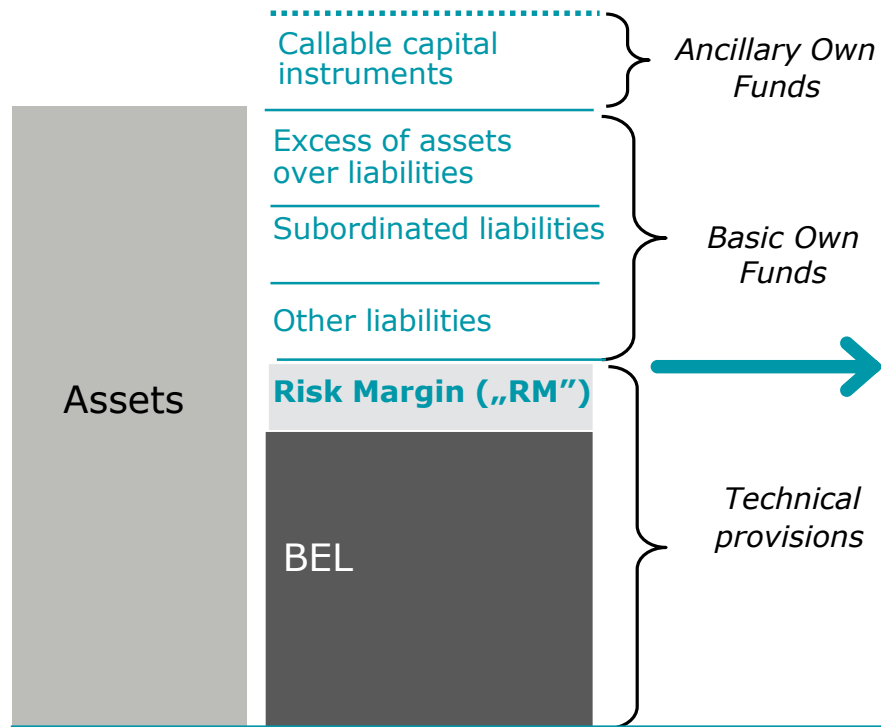 Callable capital
instruments
Ancillary Own
Funds
Excess of assets
over liabilities
Subordinated liabilities
Basic Own
Funds
Other liabilities
Assets
Risk Margin („RM”)
Technical
provisions
BEL